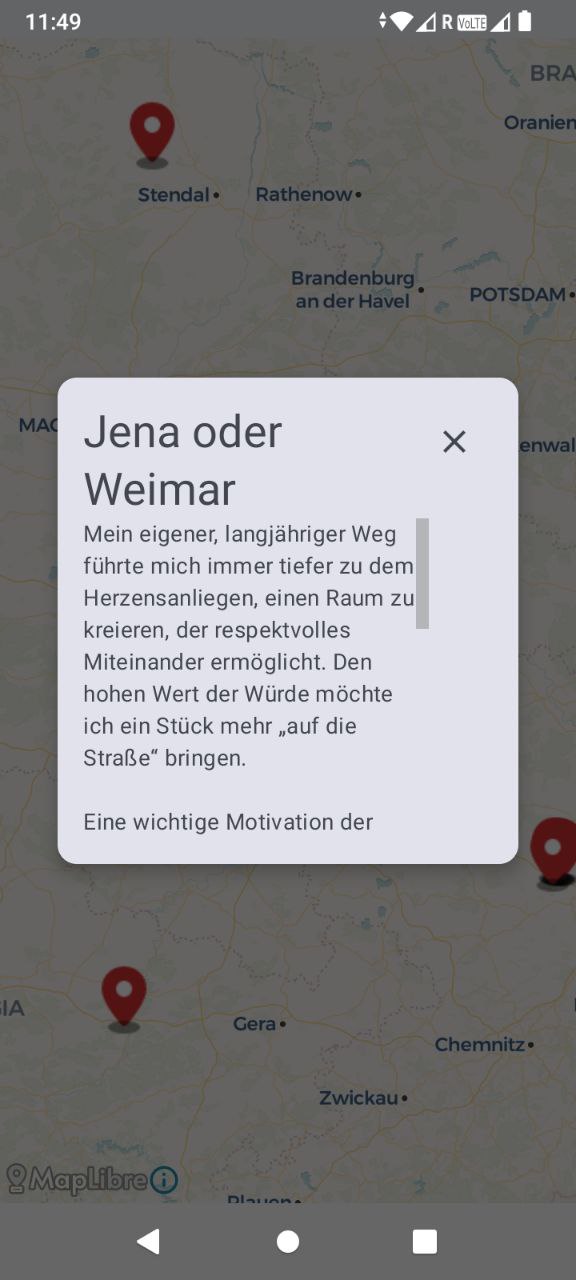 11:49
R VoLTE
BRA
Oranien
Stendal
Rathenow
Brandenburg
an der Havel
POTSDAM
MAG
enwal
Jena oder
Weimar
Mein eigener, langjähriger Weg
führte mich immer tiefer zu dem
Herzensanliegen, einen Raum zu
kreieren, der respektvolles
Miteinander ermöglicht. Den
hohen Wert der Würde möchte
ich ein Stück mehr „auf die
Straße“ bringen.
Eine wichtige Motivation der
IA
Gera
Chemnitz
Zwickau
MapLibre
Plauen